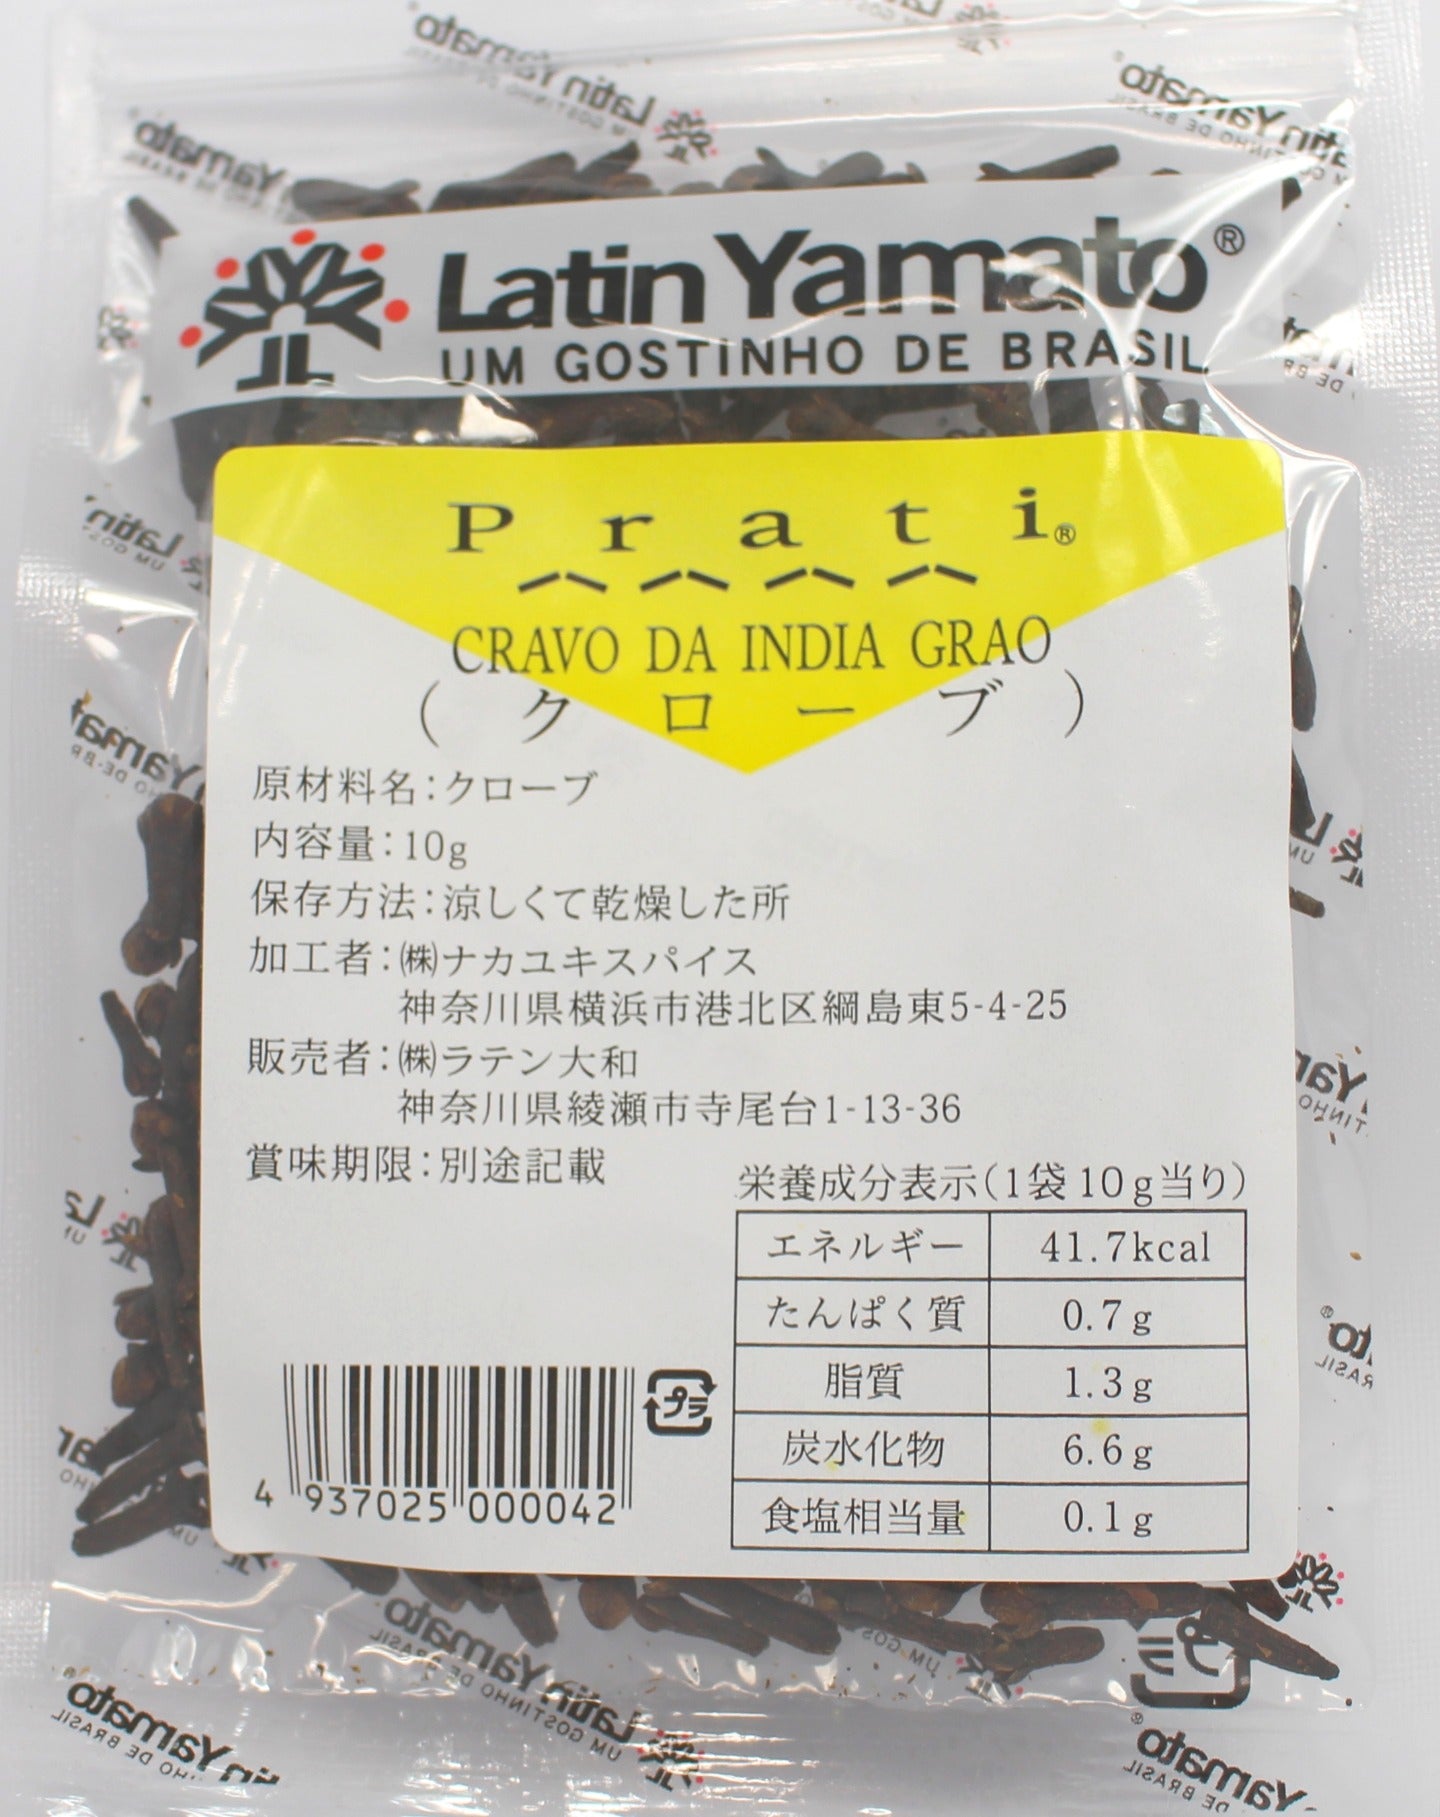 Latin Yamato®
UM GOSTINHO DE BRASIL
Prati®
CRAVO DA INDIA GRAO
(クローブ)
原材料名:クローブ
内容量:10g
保存方法:涼しくて乾燥した所
加工者:㈱ナカユキスパイス
神奈川県横浜市港北区綱島東5-4-25
販売者:㈱ラテン大和
神奈川県綾瀬市寺尾台1-13-36
賞味期限:別途記載
栄養成分表示(1袋10g当り)
エネルギー 41.7kcal
たんぱく質 0.7g
脂質 1.3g
炭水化物 6.6g
食塩相当量 0.1g
プラ
4 937025 000042